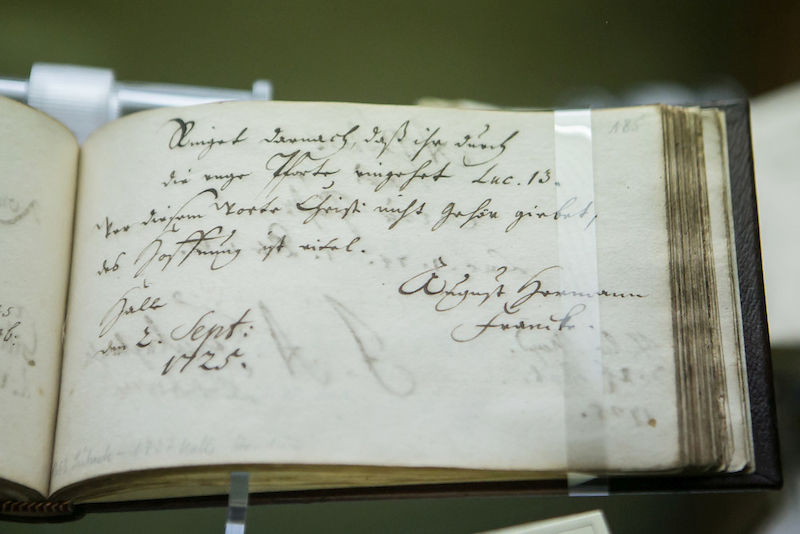 Ringet darnach, daß ihr durch
die enge Pforte eingehet Luc. 13.
Wer diesem Worte Christi nicht Gehör giebet,
des Hoffnung ist eitel.
Halle
den 2. Sept:
1725.
August Hermann
Francke.
185